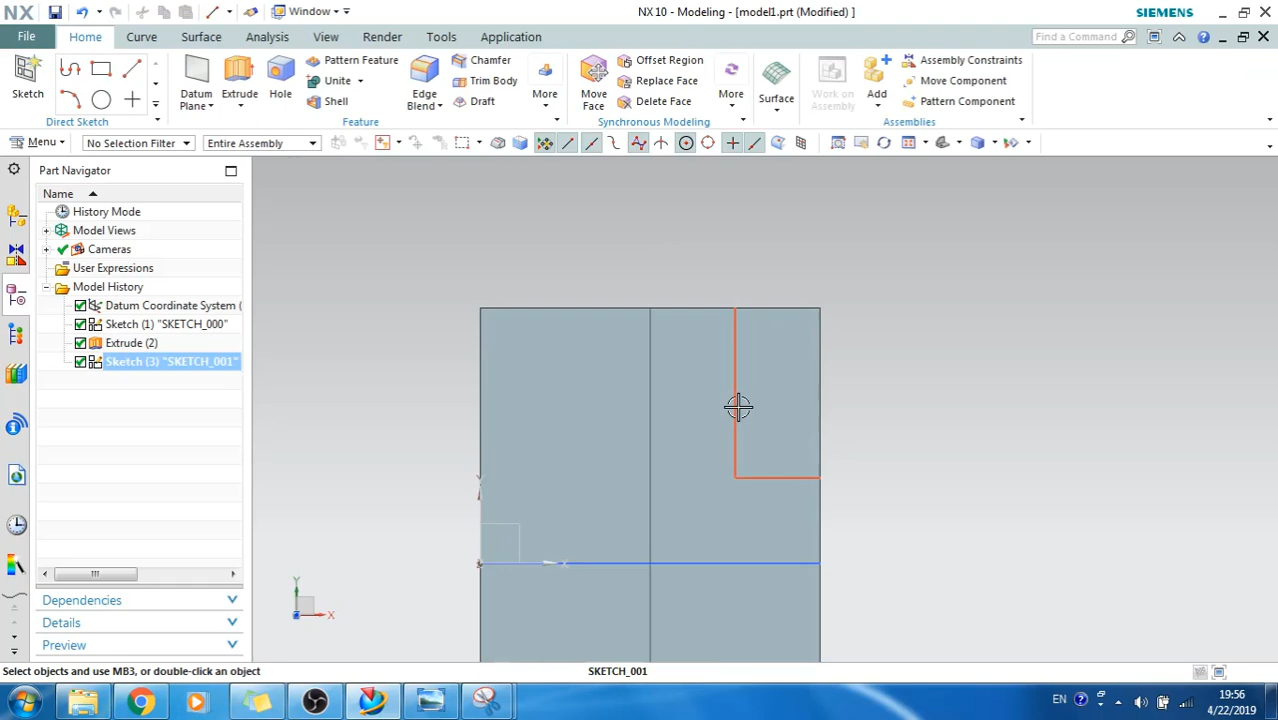 NX
Window
NX 10 - Modeling - [model1.prt (Modified) ]
SIEMENS
File
Home
Curve
Surface
Analysis
View
Render
Tools
Application
Find a Command
Sketch
Direct Sketch
Datum Plane
Extrude
Hole
Pattern Feature
Unite
Shell
Edge Blend
Chamfer
Trim Body
Draft
More
Feature
Move Face
Offset Region
Replace Face
Delete Face
More
Synchronous Modeling
Surface
Work on Assembly
Add
Assembly Constraints
Move Component
Pattern Component
Assemblies
Menu
No Selection Filter
Entire Assembly
Part Navigator
Name
History Mode
Model Views
Cameras
User Expressions
Model History
Datum Coordinate System (
Sketch (1) "SKETCH_000"
Extrude (2)
Sketch (3) "SKETCH_001"
Dependencies
Details
Preview
Y
X
Y
X
Select objects and use MB3, or double-click an object
SKETCH_001
EN
19:56
4/22/2019